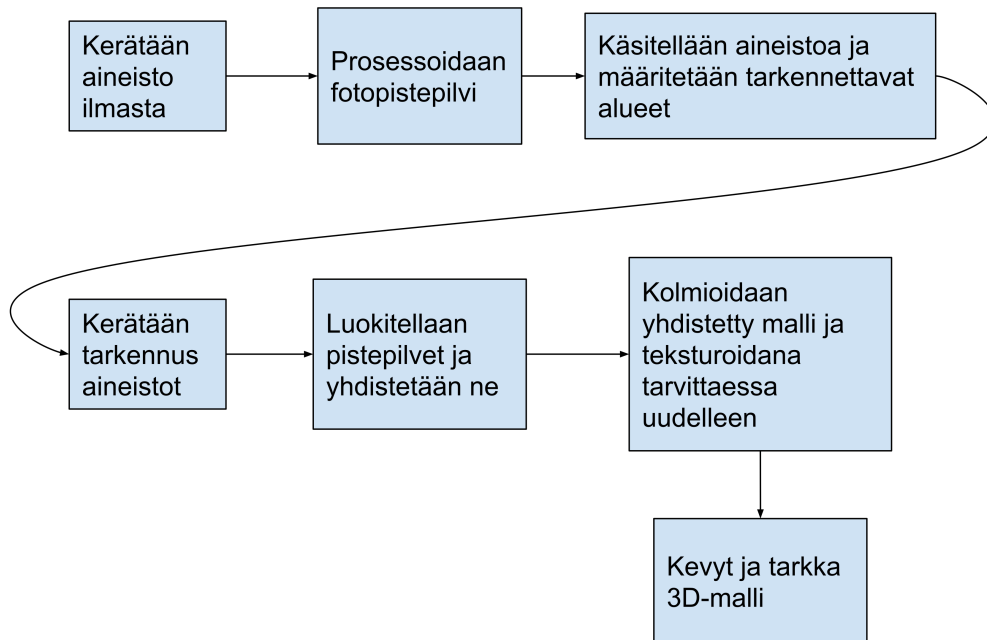 Kerätään
aineisto
ilmasta
Prosessoidaan
fotopistepilvi
Käsitellään aineistoa ja
määritetään tarkennettavat
alueet
Kerätään
tarkennus
aineistot
Luokitellaan
pistepilvet ja
yhdistetään ne
Kolmioidaan
yhdistetty malli ja
teksturoidana
tarvittaessa
uudelleen
Kevyt ja tarkka
3D-malli